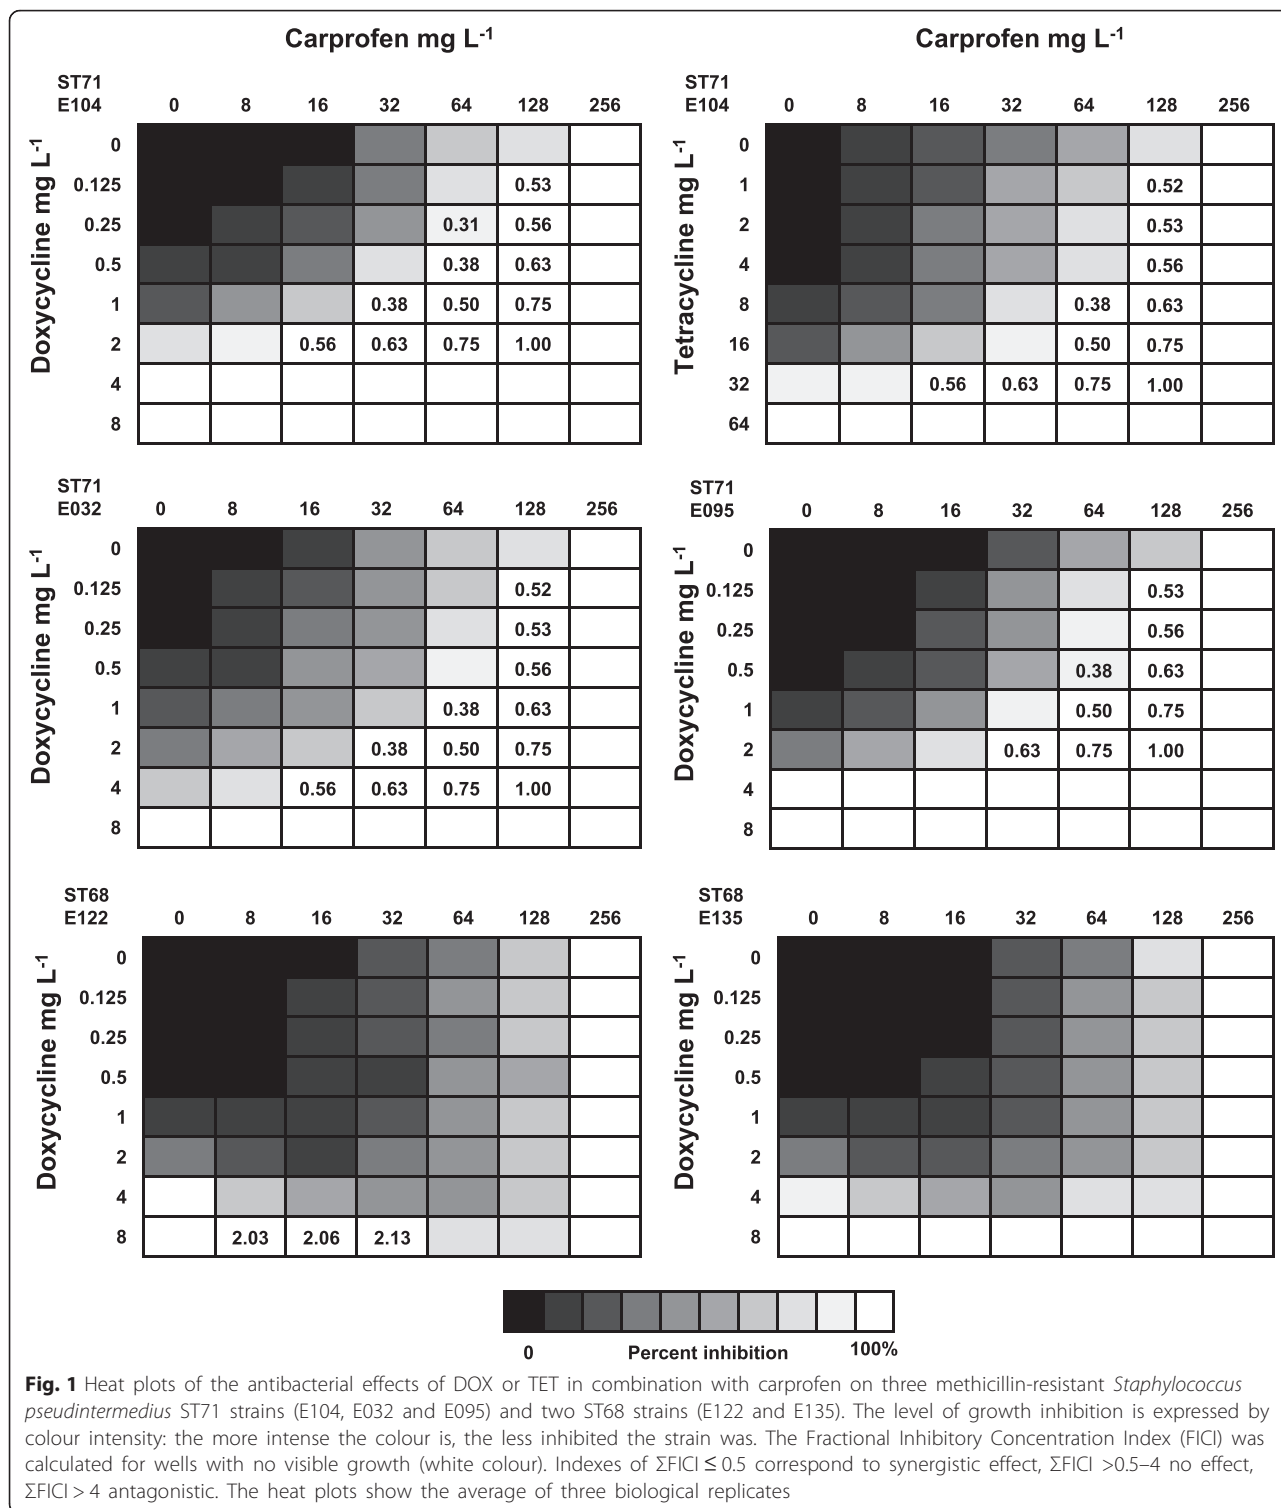 Carprofen mg L-1
Carprofen mg L-1
ST71
E104 0 8 16 32 64 128 256
Doxycycline mg L-1
0
0.125 0.53
0.25 0.31 0.56
0.5 0.38 0.63
1 0.38 0.50 0.75
2 0.56 0.63 0.75 1.00
4
8
ST71
E104 0 8 16 32 64 128 256
Tetracycline mg L-1
0
1 0.52
2 0.53
4 0.56
8 0.38 0.63
16 0.50 0.75
32 0.56 0.63 0.75 1.00
64
ST71
E032 0 8 16 32 64 128 256
Doxycycline mg L-1
0
0.125 0.52
0.25 0.53
0.5 0.56
1 0.38 0.63
2 0.38 0.50 0.75
4 0.56 0.63 0.75 1.00
8
ST71
E095 0 8 16 32 64 128 256
Doxycycline mg L-1
0
0.125 0.53
0.25 0.56
0.5 0.38 0.63
1 0.50 0.75
2 0.63 0.75 1.00
4
8
ST68
E122 0 8 16 32 64 128 256
Doxycycline mg L-1
0
0.125
0.25
0.5
1
2
4
8 2.03 2.06 2.13
ST68
E135 0 8 16 32 64 128 256
Doxycycline mg L-1
0
0.125
0.25
0.5
1
2
4
8
0 Percent inhibition 100%
Fig. 1 Heat plots of the antibacterial effects of DOX or TET in combination with carprofen on three methicillin-resistant Staphylococcus
pseudintermedius ST71 strains (E104, E032 and E095) and two ST68 strains (E122 and E135). The level of growth inhibition is expressed by
colour intensity: the more intense the colour is, the less inhibited the strain was. The Fractional Inhibitory Concentration Index (FICI) was
calculated for wells with no visible growth (white colour). Indexes of ΣFICI ≤ 0.5 correspond to synergistic effect, ΣFICI >0.5–4 no effect,
ΣFICI > 4 antagonistic. The heat plots show the average of three biological replicates